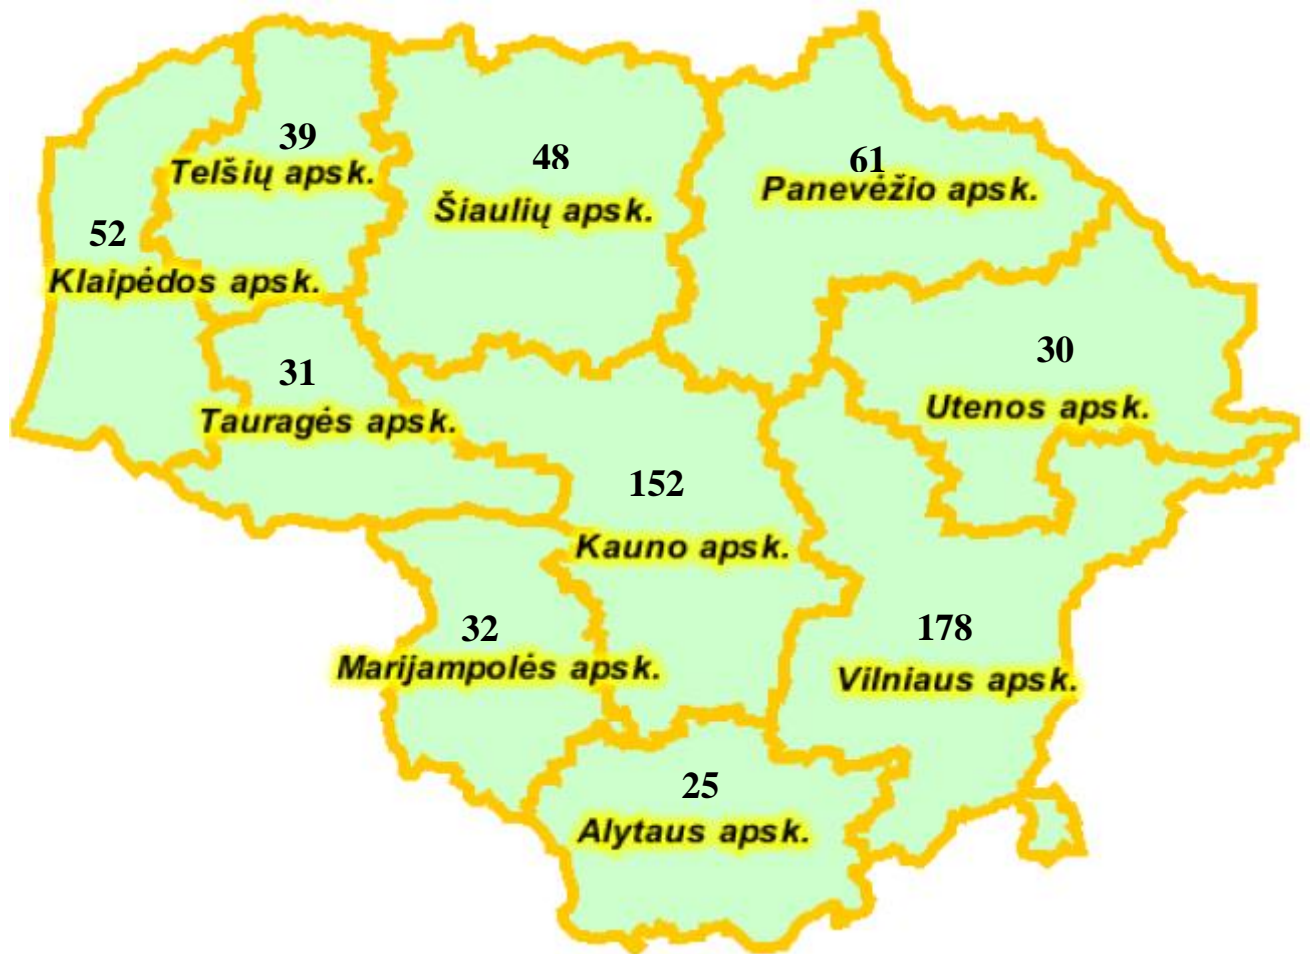 39
Telšių apsk.
48
Šiaulių apsk.
61
Panevėžio apsk.
52
Klaipėdos apsk.
31
Tauragės apsk.
30
Utenos apsk.
152
Kauno apsk.
32
Marijampolės apsk.
178
Vilniaus apsk.
25
Alytaus apsk.